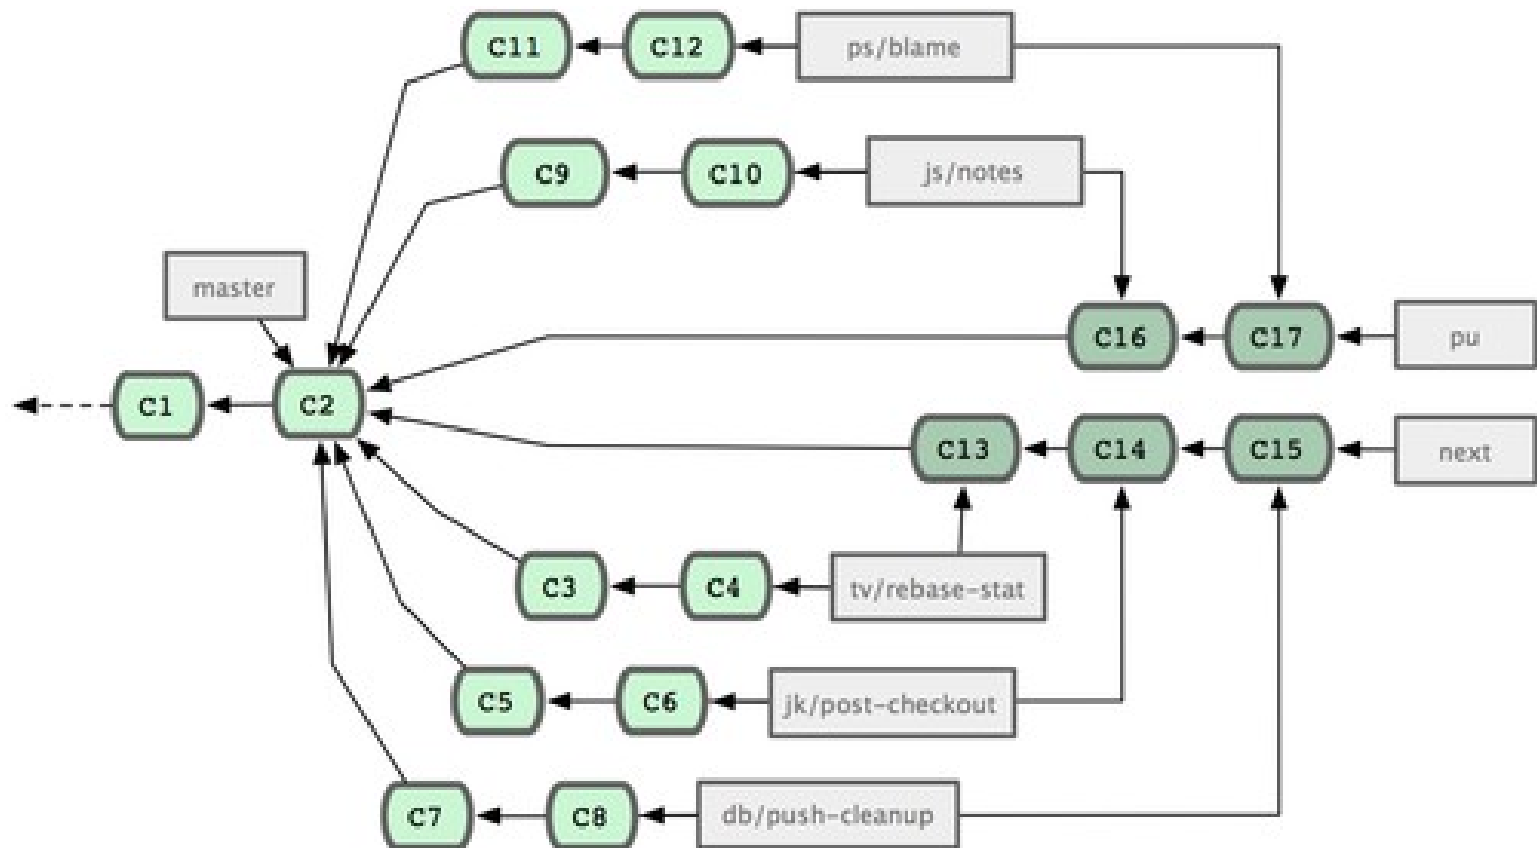 C11 C12 ps/blame
C9 C10 js/notes
master
C16 C17 pu
C1 C2
C13 C14 C15 next
C3 C4 tv/rebase-stat
C5 C6 jk/post-checkout
C7 C8 db/push-cleanup